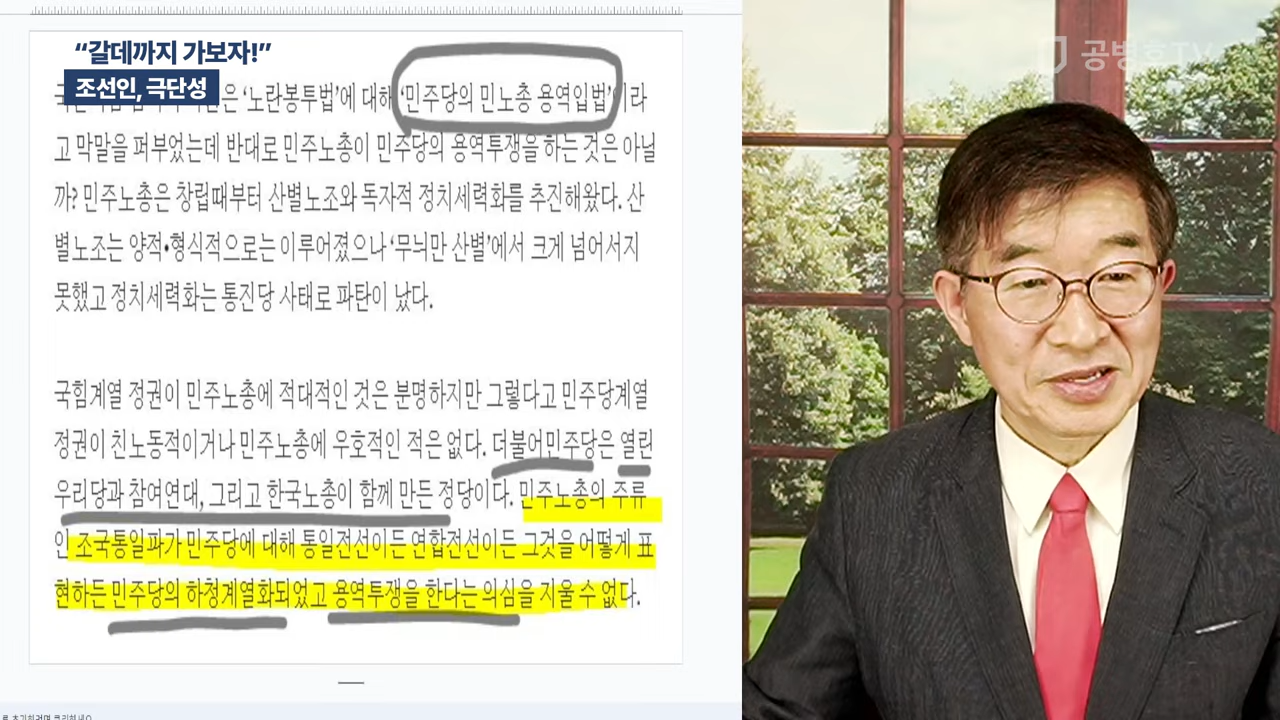 “갈데까지 가보자!”
조선인, 극단성
공병호TV
은 ‘노란봉투법’에 대해 ‘민주당의 민노총 용역입법’이라
고 막말을 퍼부었는데 반대로 민주노총이 민주당의 용역투쟁을 하는 것은 아닐
까? 민주노총은 창립때부터 산별노조와 독자적 정치세력화를 추진해왔다. 산
별노조는 양적•형식적으로는 이루어졌으나 ‘무늬만 산별’에서 크게 넘어서지
못했고 정치세력화는 통진당 사태로 파탄이 났다.
국힘계열 정권이 민주노총에 적대적인 것은 분명하지만 그렇다고 민주당계열
정권이 친노동적이거나 민주노총에 우호적인 적은 없다. 더불어민주당은 열린
우리당과 참여연대, 그리고 한국노총이 함께 만든 정당이다. 민주노총의 주류
인 조국통일파가 민주당에 대해 통일전선이든 연합전선이든 그것을 어떻게 표
현하든 민주당의 하청계열화되었고 용역투쟁을 한다는 의심을 지울 수 없다.